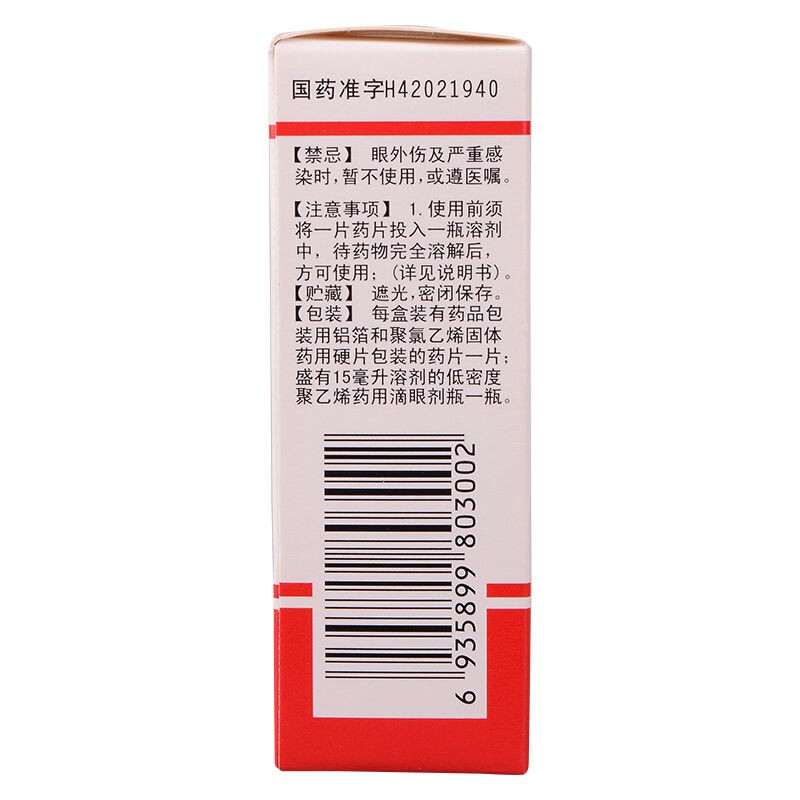 国药准字H42021940
【禁忌】 眼外伤及严重感
染时,暂不使用,或遵医嘱。
【注意事项】 1.使用前须
将一片药片投入一瓶溶剂
中，待药物完全溶解后，
方可使用；(详见说明书)。
【贮藏】 遮光,密闭保存。
【包装】 每盒装有药品包
装用铝箔和聚氯乙烯固体
药用硬片包装的药片一片；
盛有15毫升溶剂的低密度
聚乙烯药用滴眼剂瓶一瓶。
6 935899 803002